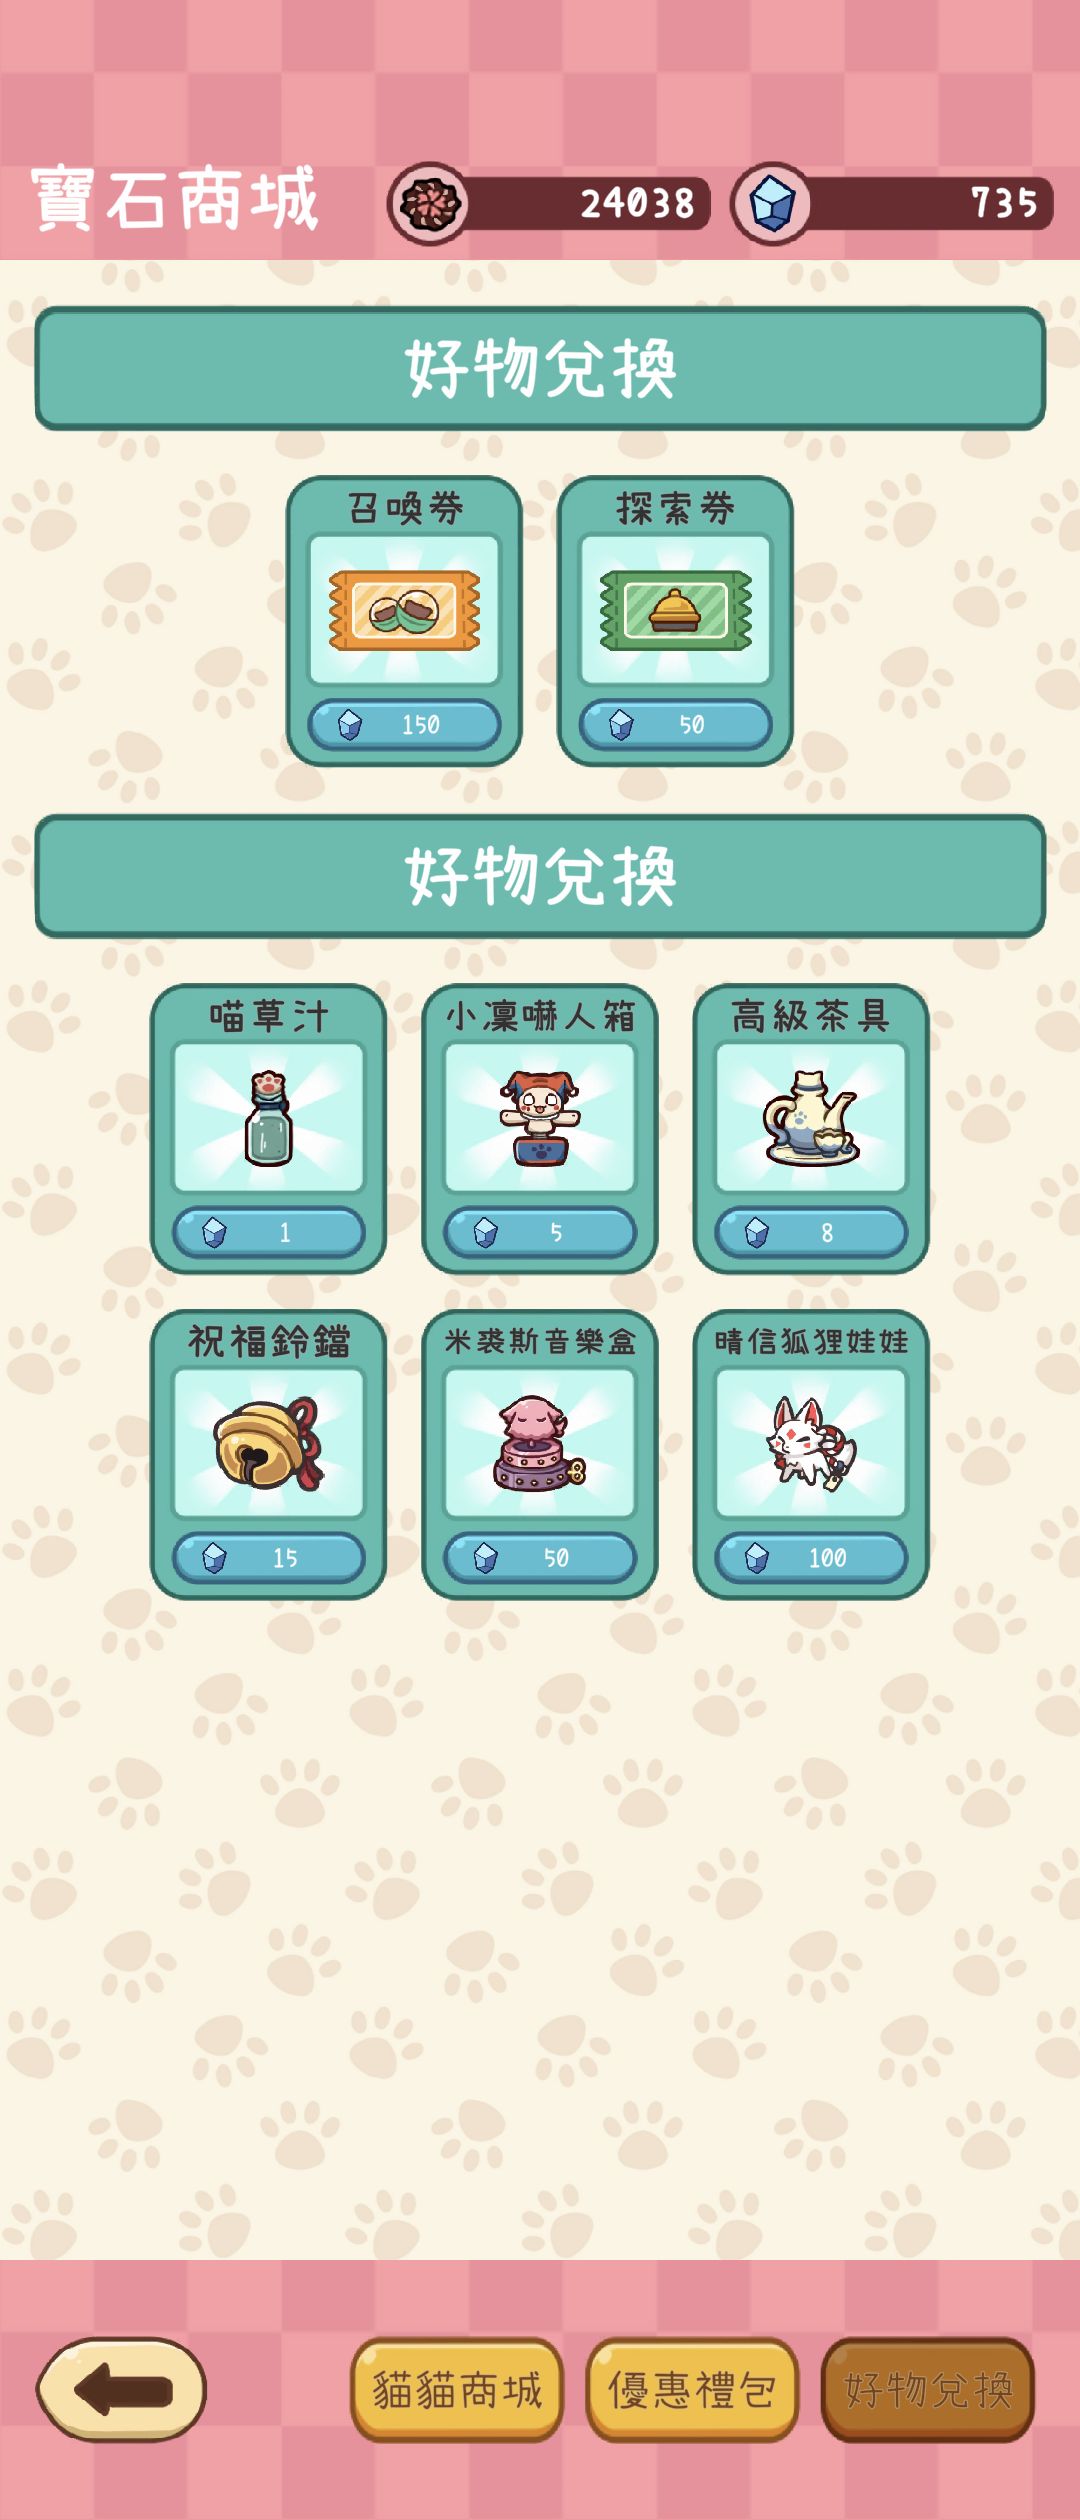 寶石商城 24038 735
好物兌換
召喚券 探索券
150 50
好物兌換
喵草汁 小凜嚇人箱 高級茶具
1 5 8
祝福鈴鐺 米裘斯音樂盒 晴信狐狸娃娃
15 50 100
貓貓商城 優惠禮包 好物兌換